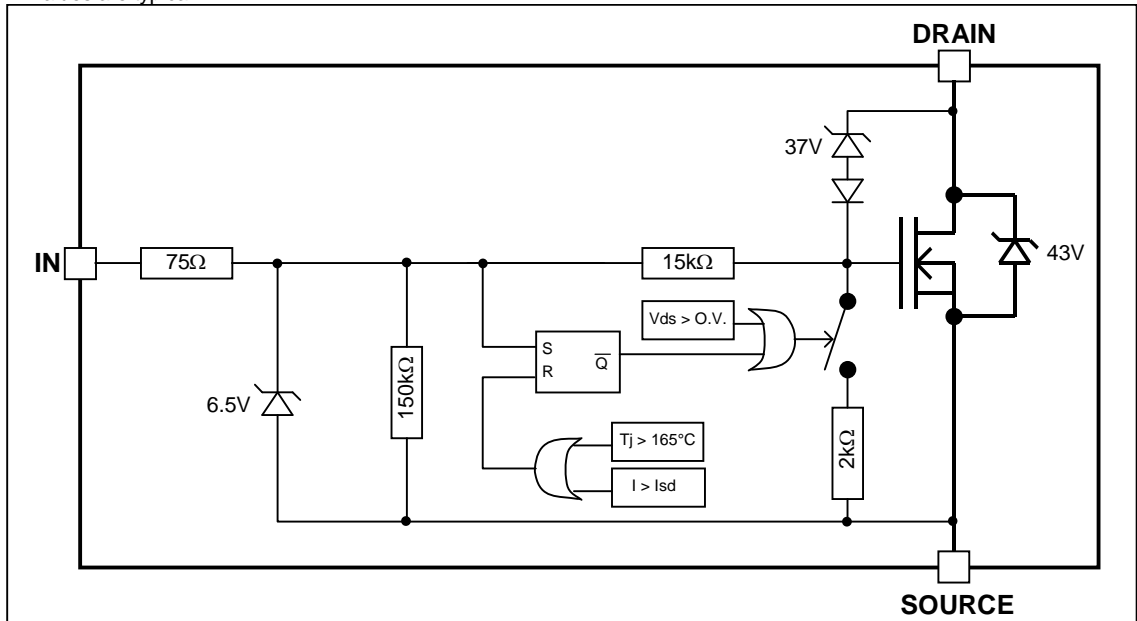 DRAIN
37V
IN
75Ω
15kΩ
43V
Vds > O.V.
S
R
Q̅
150kΩ
6.5V
Tj > 165°C
I > Isd
2kΩ
SOURCE